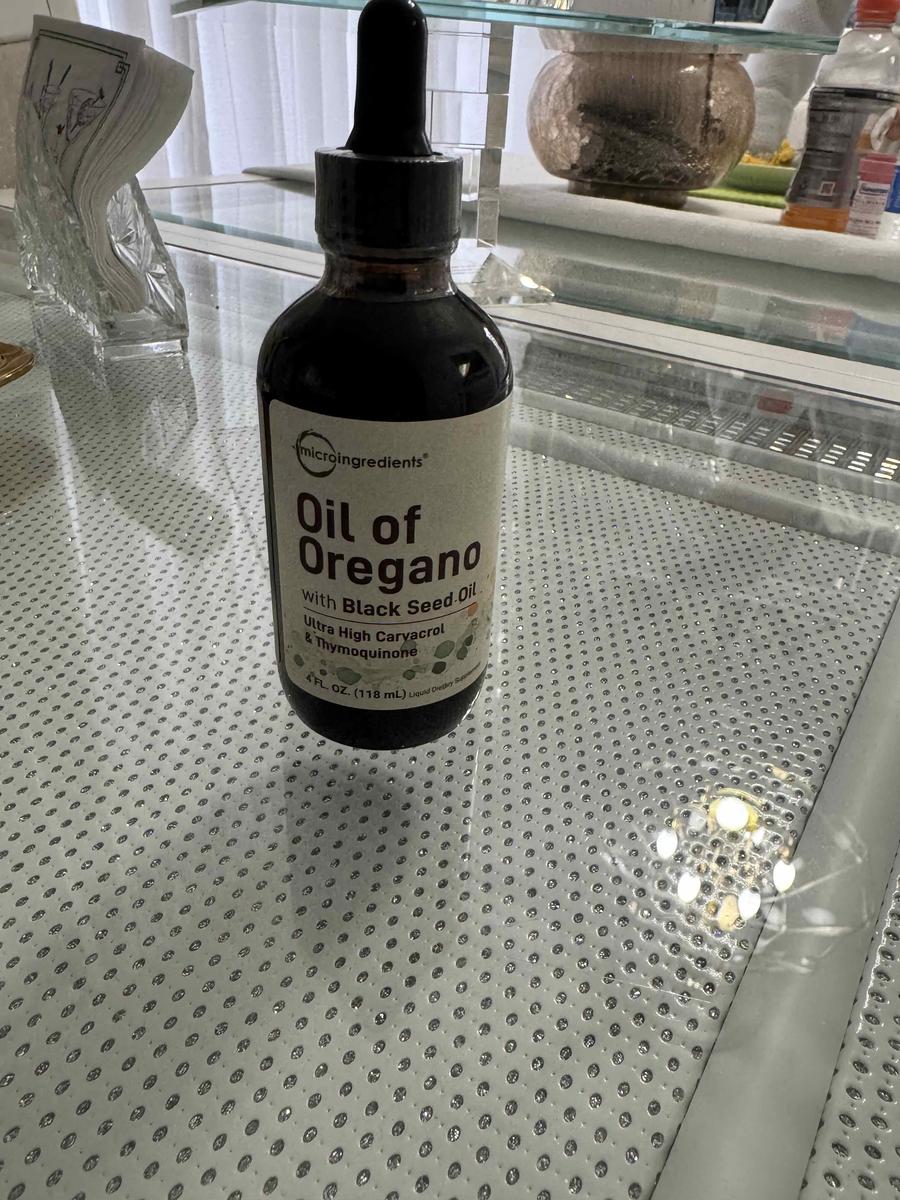 microingredients®
Oil of
Oregano
with Black Seed Oil
Ultra High Carvacrol
& Thymoquinone
4 FL. OZ. (118 mL) Liquid Dietary